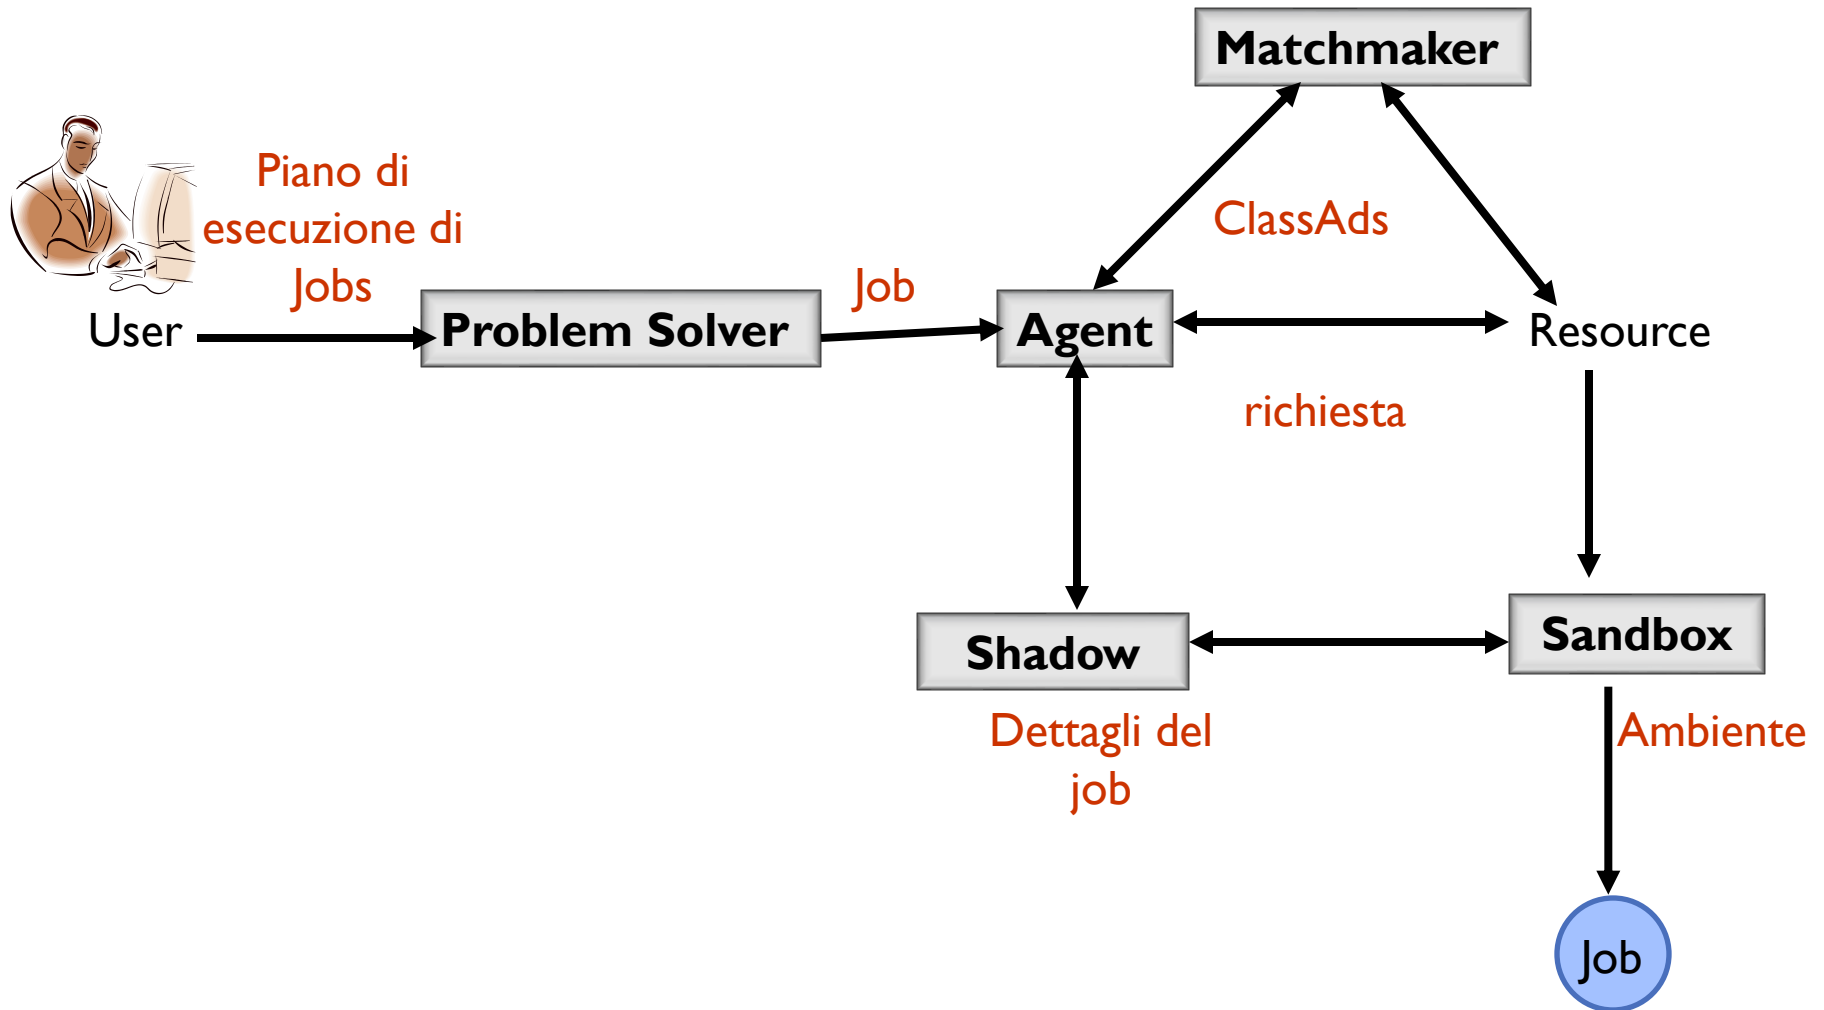 Matchmaker
Piano di
esecuzione di
Jobs
ClassAds
Job
User
Problem Solver
Agent
Resource
richiesta
Shadow
Sandbox
Dettagli del
job
Ambiente
Job